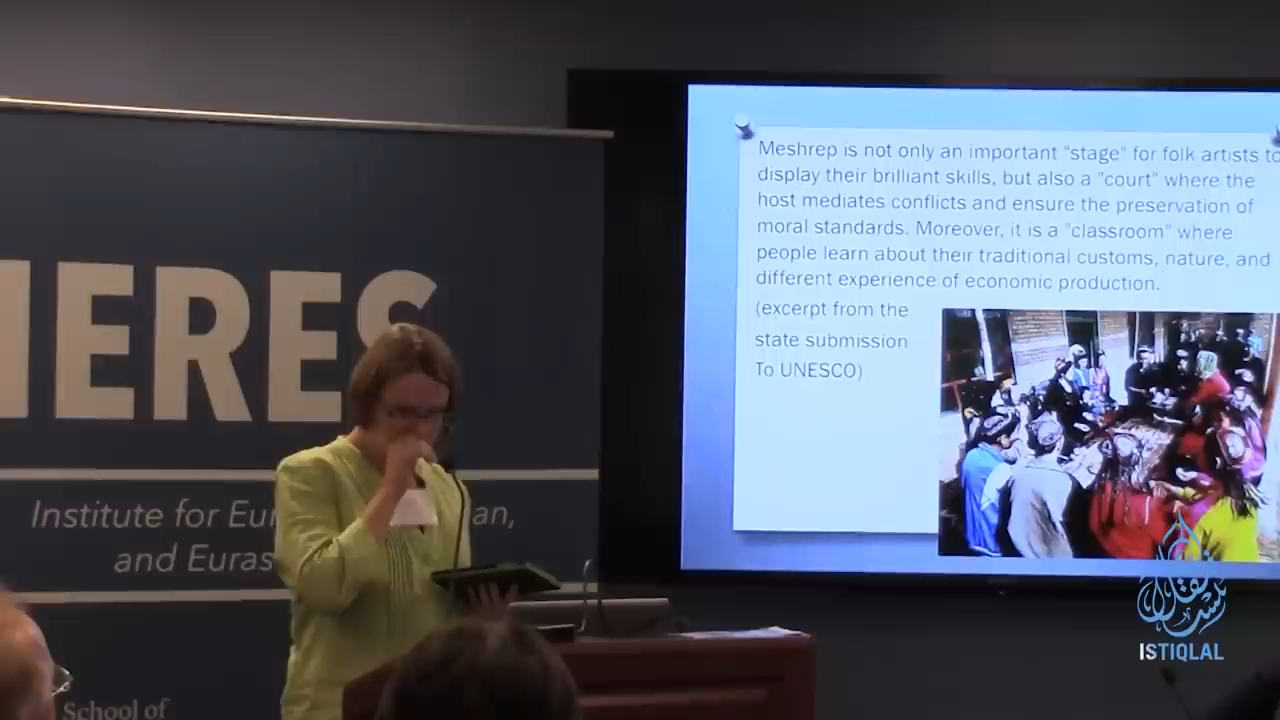 IERES
Institute for Eur an,
and Euras
School of
Meshrep is not only an important "stage" for folk artists to
display their brilliant skills, but also a "court" where the
host mediates conflicts and ensure the preservation of
moral standards. Moreover, it is a "classroom" where
people learn about their traditional customs, nature, and
different experience of economic production.
(excerpt from the
state submission
To UNESCO)
ISTIQLAL